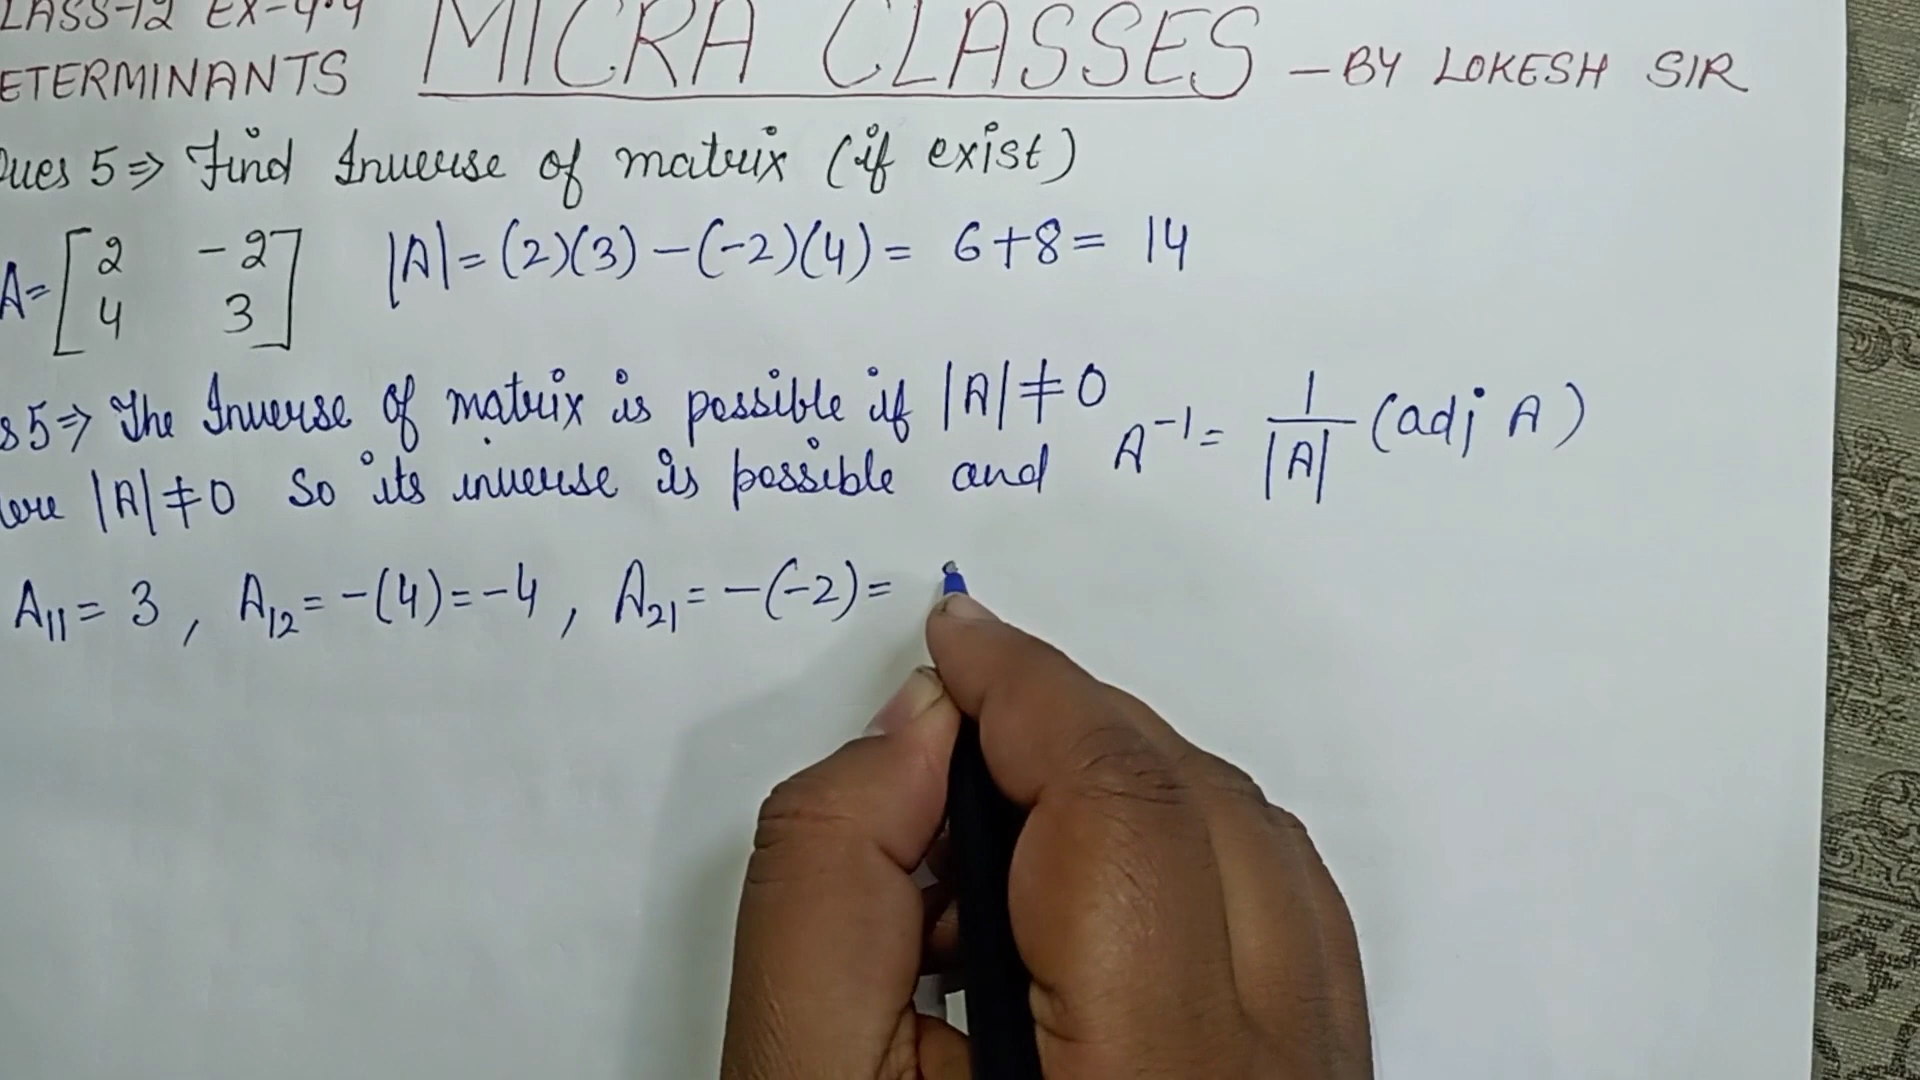 LASS-12 EX-4.4 MICRA CLASSES - BY LOKESH SIR
ETERMINANTS
Ques 5 ⇒ Find Inverse of matrix (if exist)
A = [2 -2
4 3] |A| = (2)(3) - (-2)(4) = 6+8 = 14
s 5 ⇒ The Inverse of matrix is possible if |A| ≠ 0
ere |A| ≠ 0 So its inverse is possible and A⁻¹ = 1/|A| (adj A)
A₁₁ = 3 , A₁₂ = -(4) = -4 , A₂₁ = -(-2) =